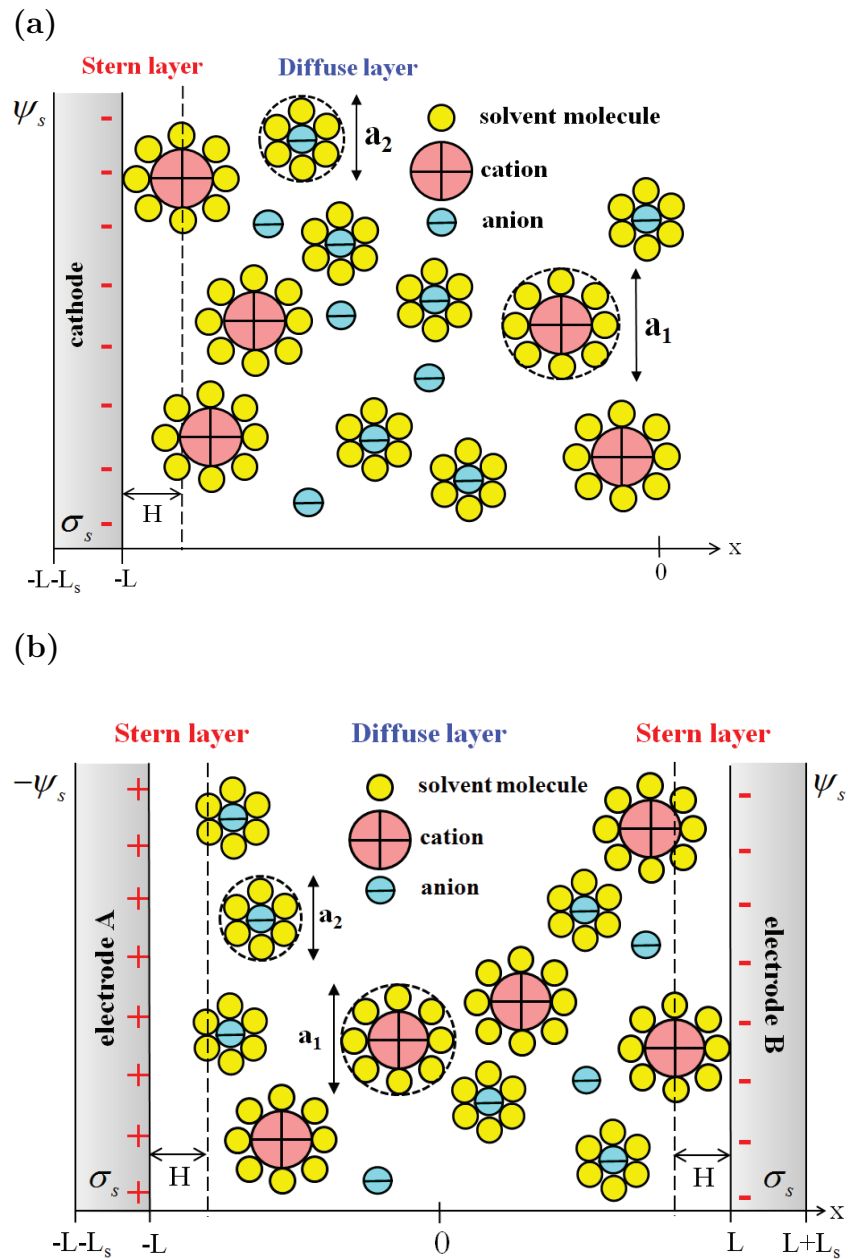 (a)
Stern layer
Diffuse layer
ψₛ
a₂
solvent molecule
cation
anion
cathode
a₁
H
σₛ
x
-L-Lₛ
-L
0
(b)
Stern layer
Diffuse layer
Stern layer
−ψₛ
ψₛ
solvent molecule
cation
anion
a₂
electrode A
electrode B
a₁
σₛ
H
H
σₛ
x
-L-Lₛ
-L
0
L
L+Lₛ